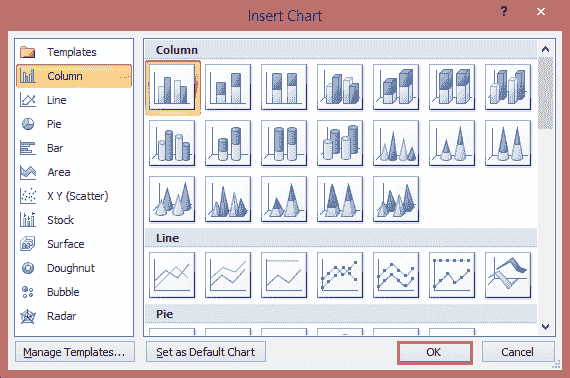 Insert Chart
?
Templates
Column
Line
Pie
Bar
Area
X Y (Scatter)
Stock
Surface
Doughnut
Bubble
Radar
Column
Line
Pie
Manage Templates...
Set as Default Chart
OK
Cancel